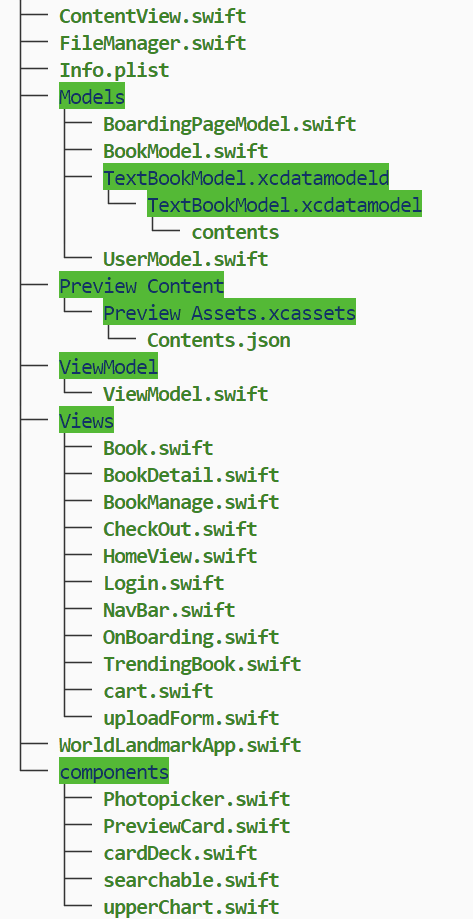 ContentView.swift
FileManager.swift
Info.plist
Models
BoardingPageModel.swift
BookModel.swift
TextBookModel.xcdatamodeld
TextBookModel.xcdatamodel
contents
UserModel.swift
Preview Content
Preview Assets.xcassets
Contents.json
ViewModel
ViewModel.swift
Views
Book.swift
BookDetail.swift
BookManage.swift
CheckOut.swift
HomeView.swift
Login.swift
NavBar.swift
OnBoarding.swift
TrendingBook.swift
cart.swift
uploadForm.swift
WorldLandmarkApp.swift
components
Photopicker.swift
PreviewCard.swift
cardDeck.swift
searchable.swift
upperChart.swift